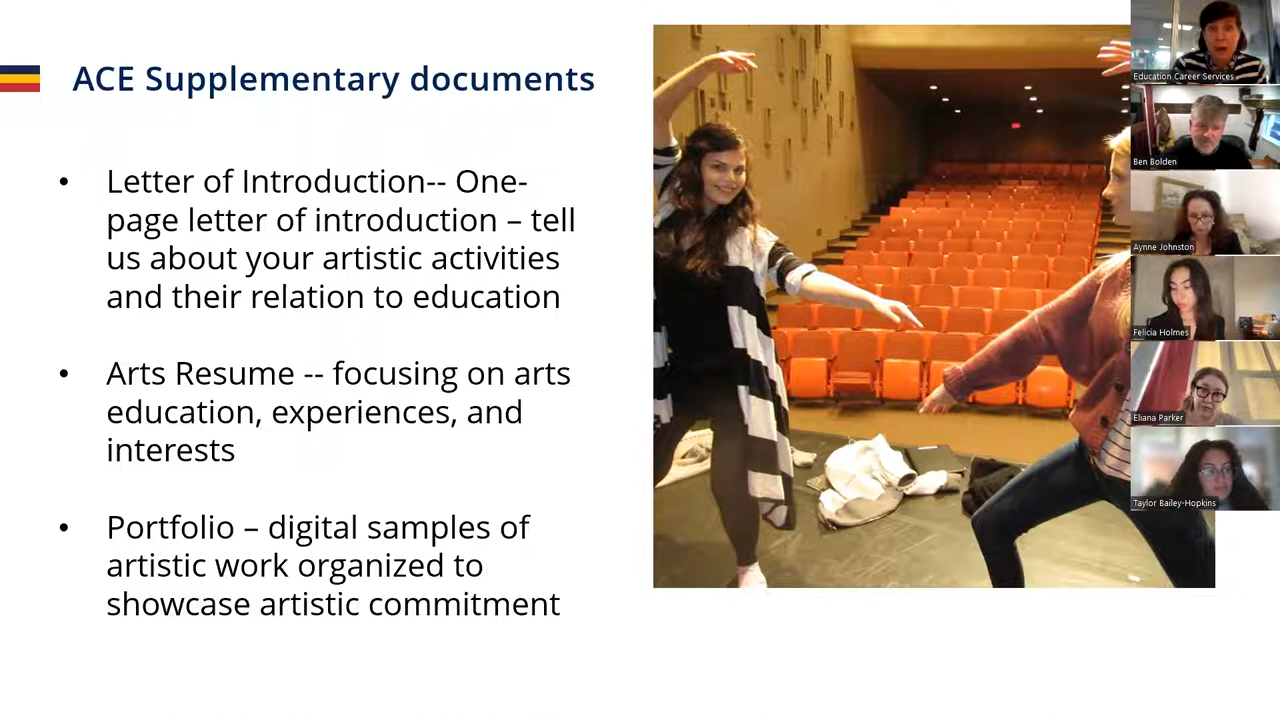 ACE Supplementary documents
• Letter of Introduction-- One-
page letter of introduction – tell
us about your artistic activities
and their relation to education
• Arts Resume -- focusing on arts
education, experiences, and
interests
• Portfolio – digital samples of
artistic work organized to
showcase artistic commitment
Education Career Services
Ben Bolden
Aynne Johnston
Felicia Holmes
Eliana Parker
Taylor Bailey-Hopkins